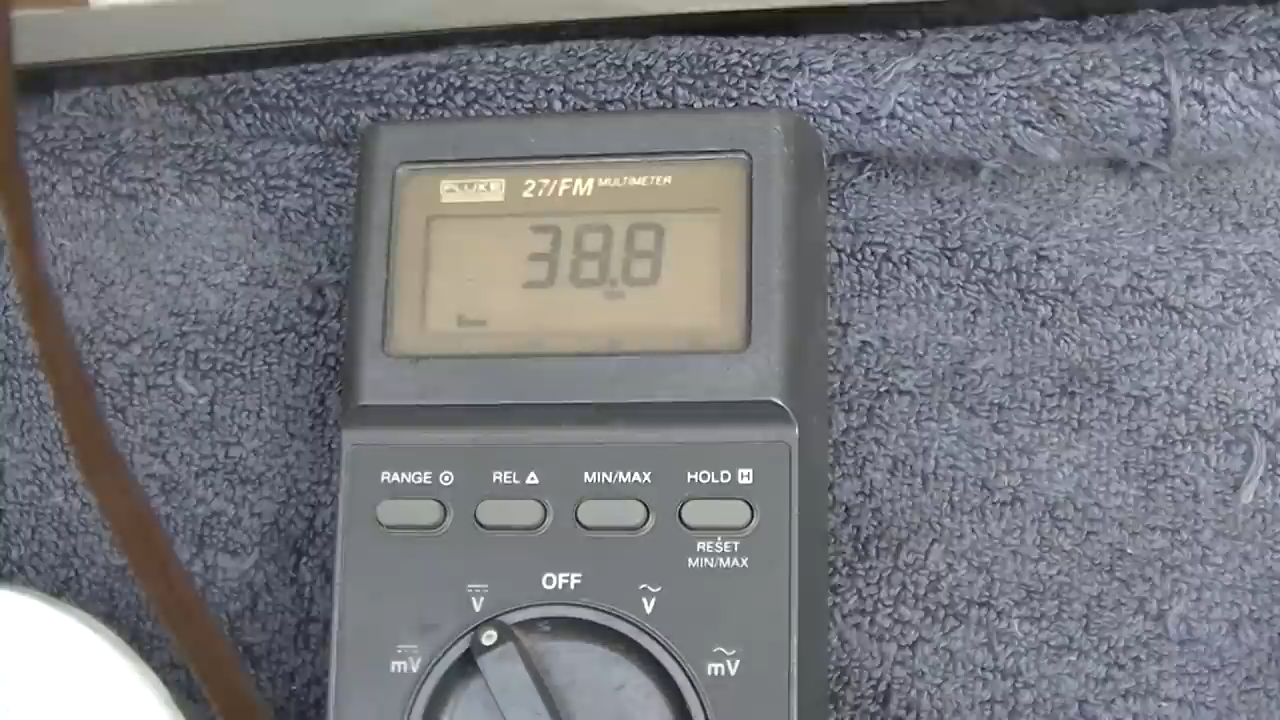 FLUKE 27/FM MULTIMETER
38.8
RANGE REL △ MIN/MAX HOLD H
RESET
MIN/MAX
OFF
V V
mV mV